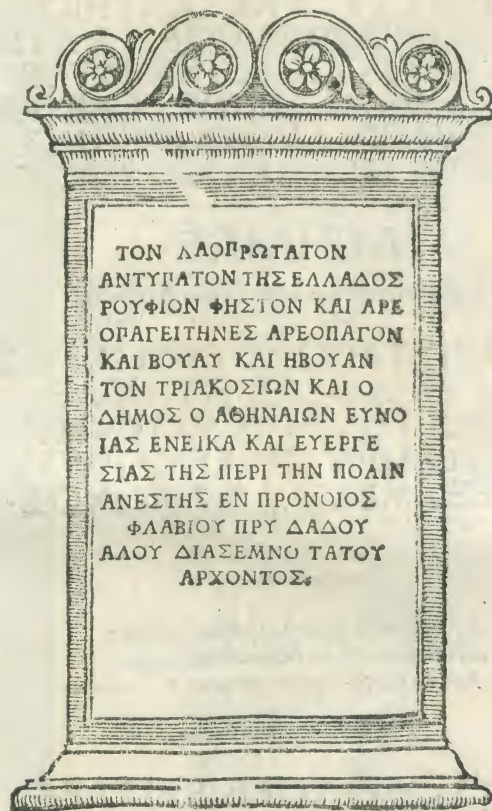 ΤΟΝ ΛΑΟΠΡΩΤΑΤΟΝ
ΑΝΤΥΠΑΤΟΝ ΤΗΣ ΕΛΛΑΔΟΣ
ΡΟΥΦΙΟΝ ΦΗΣΤΟΝ ΚΑΙ ΑΡΕ
ΟΠΑΓΕΙΤΗΝΕΣ ΑΡΕΟΠΑΓΟΝ
ΚΑΙ ΒΟΥΛΥ ΚΑΙ ΗΒΟΥΑΝ
ΤΟΝ ΤΡΙΑΚΟΣΙΩΝ ΚΑΙ Ο
ΔΗΜΟΣ Ο ΑΘΗΝΑΙΩΝ ΕΥΝΟ
ΙΑΣ ΕΝΕΙΚΑ ΚΑΙ ΕΥΕΡΓΕ
ΣΙΑΣ ΤΗΣ ΠΕΡΙ ΤΗΝ ΠΟΛΙΝ
ΑΝΕΣΤΗΣ ΕΝ ΠΡΟΝΟΙΟΣ
ΦΛΑΒΙΟΥ ΠΡΥ ΔΑΔΟΥ
ΑΛΟΥ ΔΙΑΣΕΜΝΟ ΤΑΤΟΥ
ΑΡΧΟΝΤΟΣ.